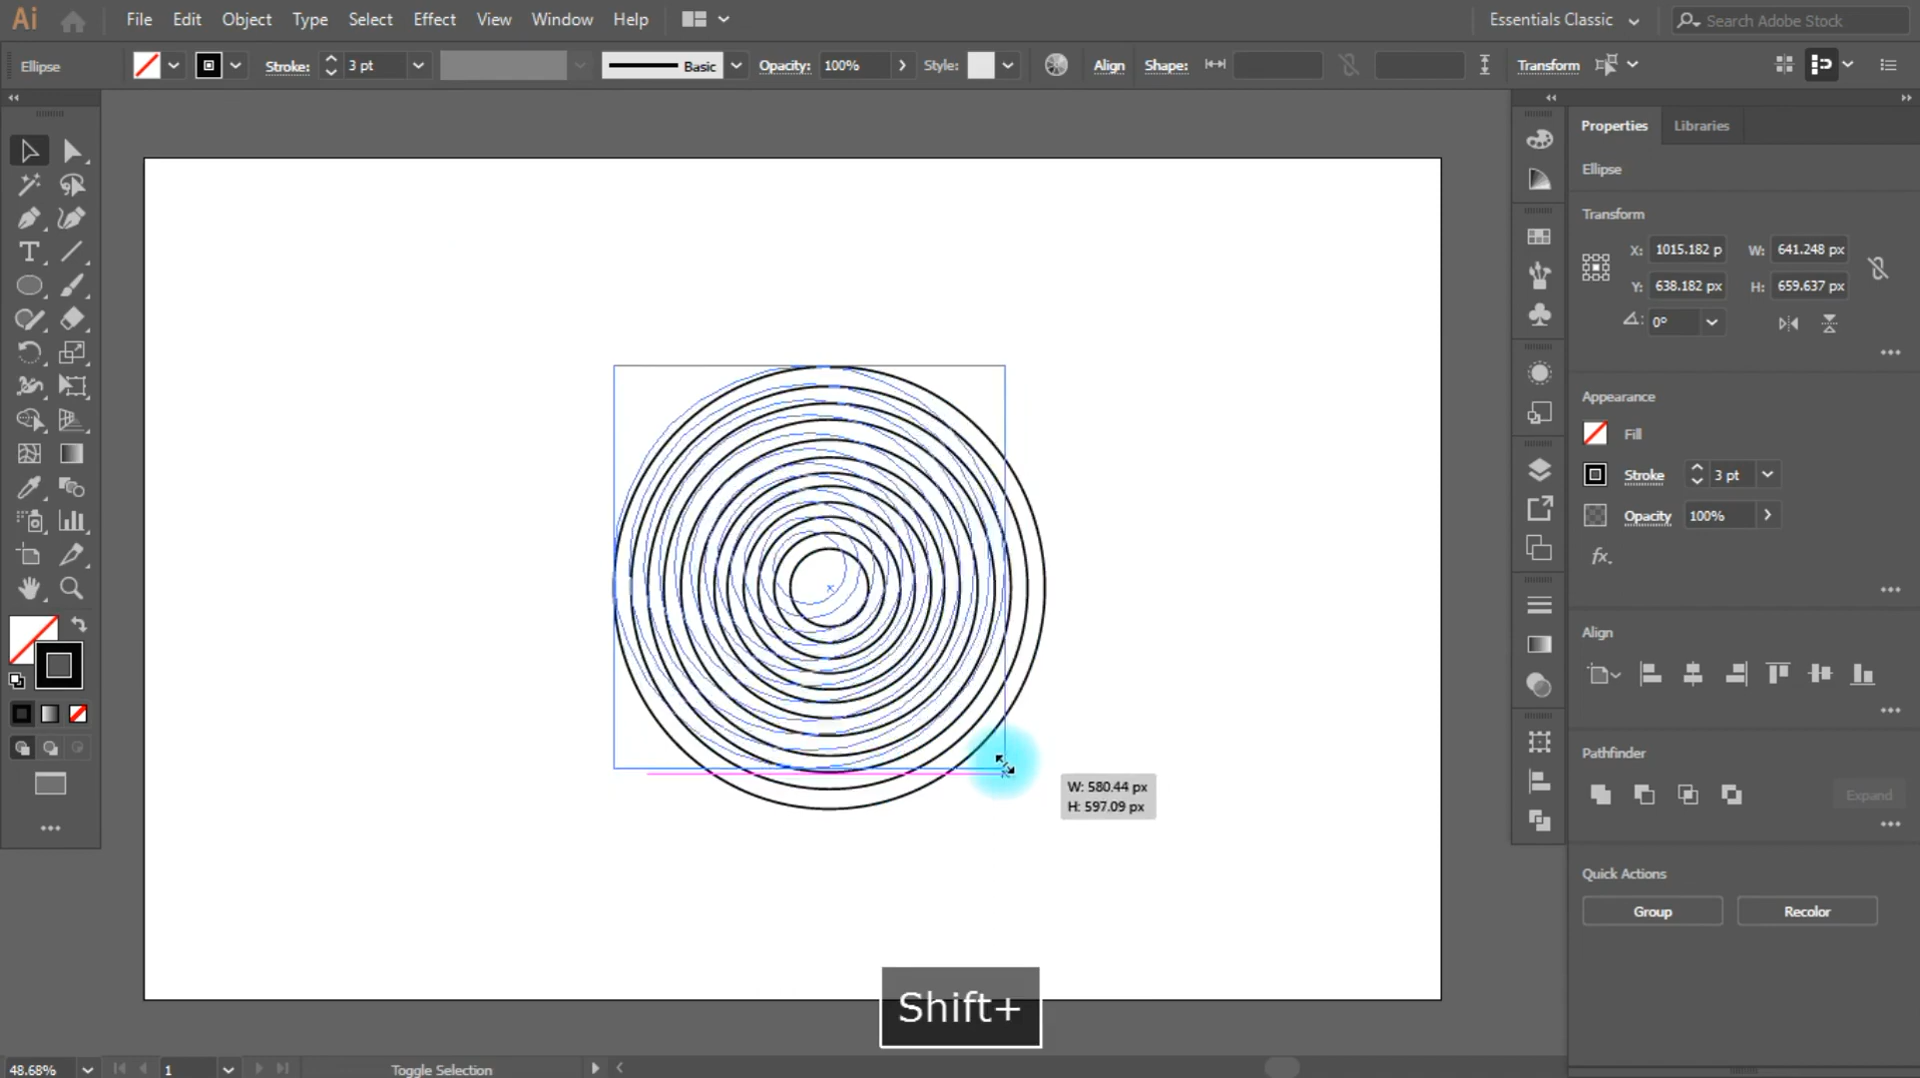 Ai File Edit Object Type Select Effect View Window Help Essentials Classic Search Adobe Stock
Ellipse Stroke: 3 pt Basic Opacity: 100% Style: Align Shape: Transform
Properties Libraries
Ellipse
Transform
X: 1015.182 p W: 641.248 px
Y: 638.182 px H: 659.637 px
0°
Appearance
Fill
Stroke 3 pt
Opacity 100%
fx.
Align
Pathfinder
Expand
Quick Actions
Group Recolor
W: 580.44 px
H: 597.09 px
Shift+
48.68% 1 Toggle Selection